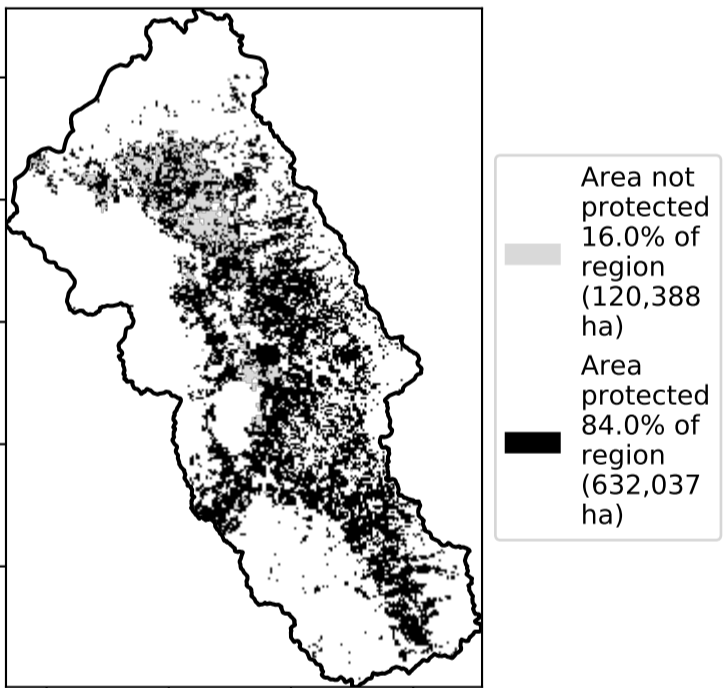 Area not
protected
16.0% of
region
(120,388
ha)
Area
protected
84.0% of
region
(632,037
ha)